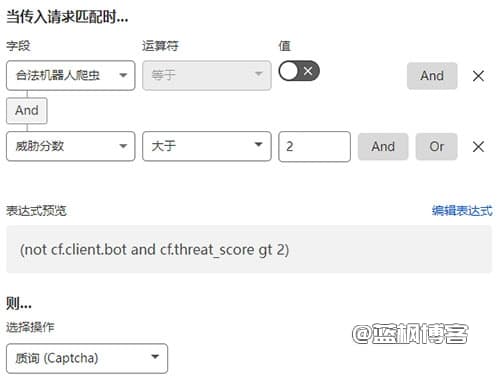 当传入请求匹配时...
字段 运算符 值
合法机器人爬虫 等于 And
And
威胁分数 大于 2 And Or
表达式预览 编辑表达式
(not cf.client.bot and cf.threat_score gt 2)
则...
选择操作
@蓝枫博客
质询 (Captcha)